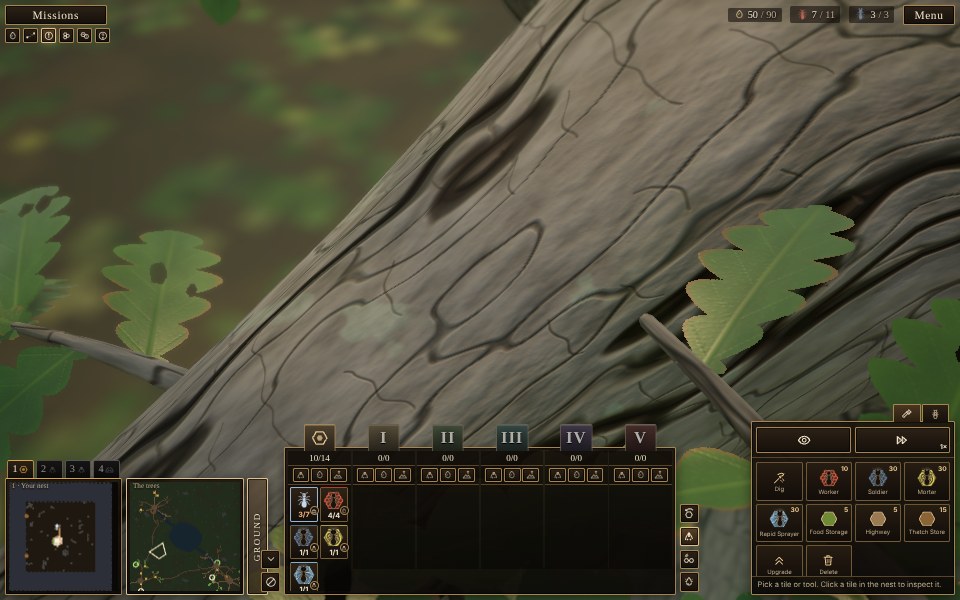 Missions
50 / 90
7 / 11
3 / 3
Menu
1
2
3
4
1 - Your nest
The trees
GROUND
I
II
III
IV
V
10/14
0/0
0/0
0/0
0/0
0/0
3/7
4/4
1/1
1/1
1/1
1×
Dig
10
Worker
30
Soldier
30
Mortar
30
Rapid Sprayer
5
Food Storage
5
Highway
15
Thatch Store
Upgrade
Delete
Pick a tile or tool. Click a tile in the nest to inspect it.